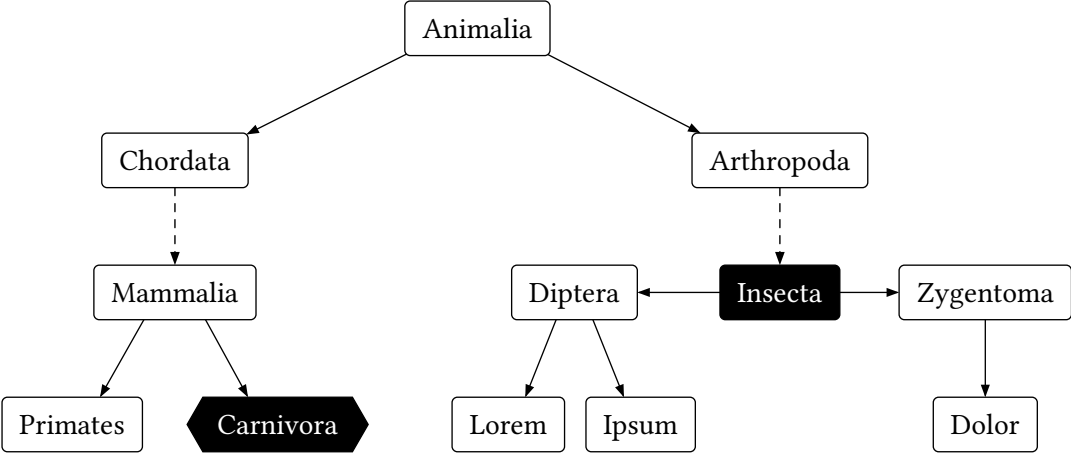 Animalia
Chordata
Arthropoda
Mammalia
Diptera
Insecta
Zygentoma
Primates
Carnivora
Lorem
Ipsum
Dolor